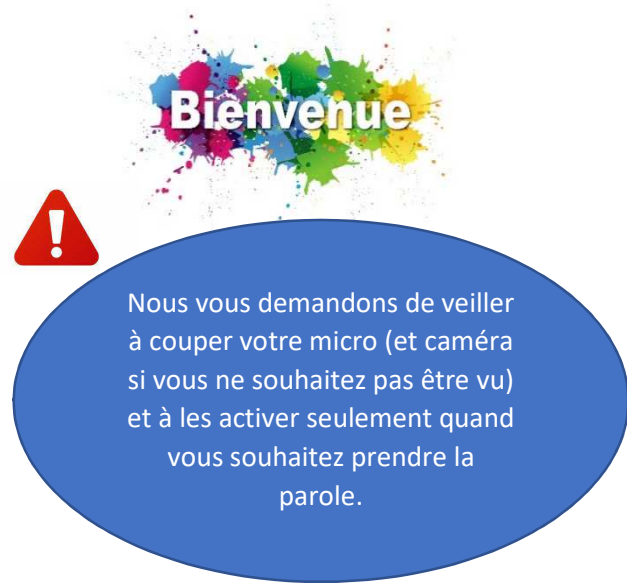 Bienvenue
!
Nous vous demandons de veiller
à couper votre micro (et caméra
si vous ne souhaitez pas être vu)
et à les activer seulement quand
vous souhaitez prendre la
parole.